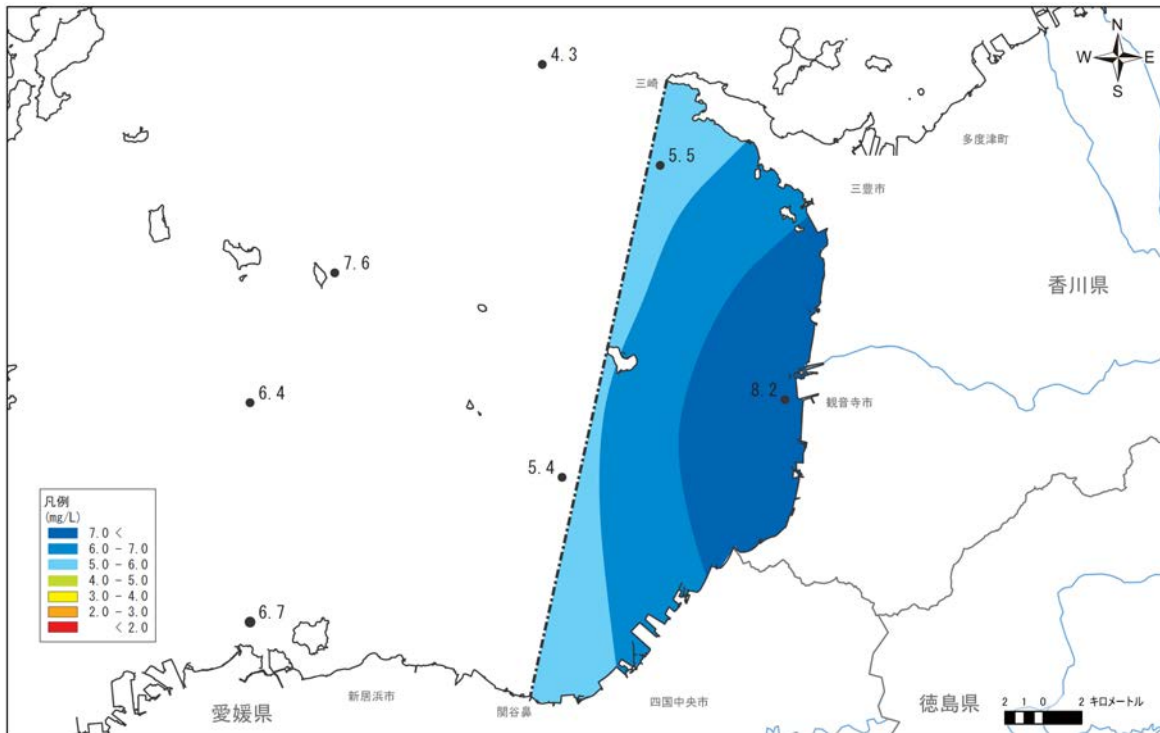 N
W E
S
4.3
三崎
多度津町
5.5
三豊市
7.6
香川県
6.4
8.2
観音寺市
5.4
凡例
(mg/L)
7.0 <
6.0 - 7.0
5.0 - 6.0
4.0 - 5.0
3.0 - 4.0
2.0 - 3.0
< 2.0
6.7
新居浜市
愛媛県
関谷鼻
四国中央市
徳島県
2 1 0 2 キロメートル